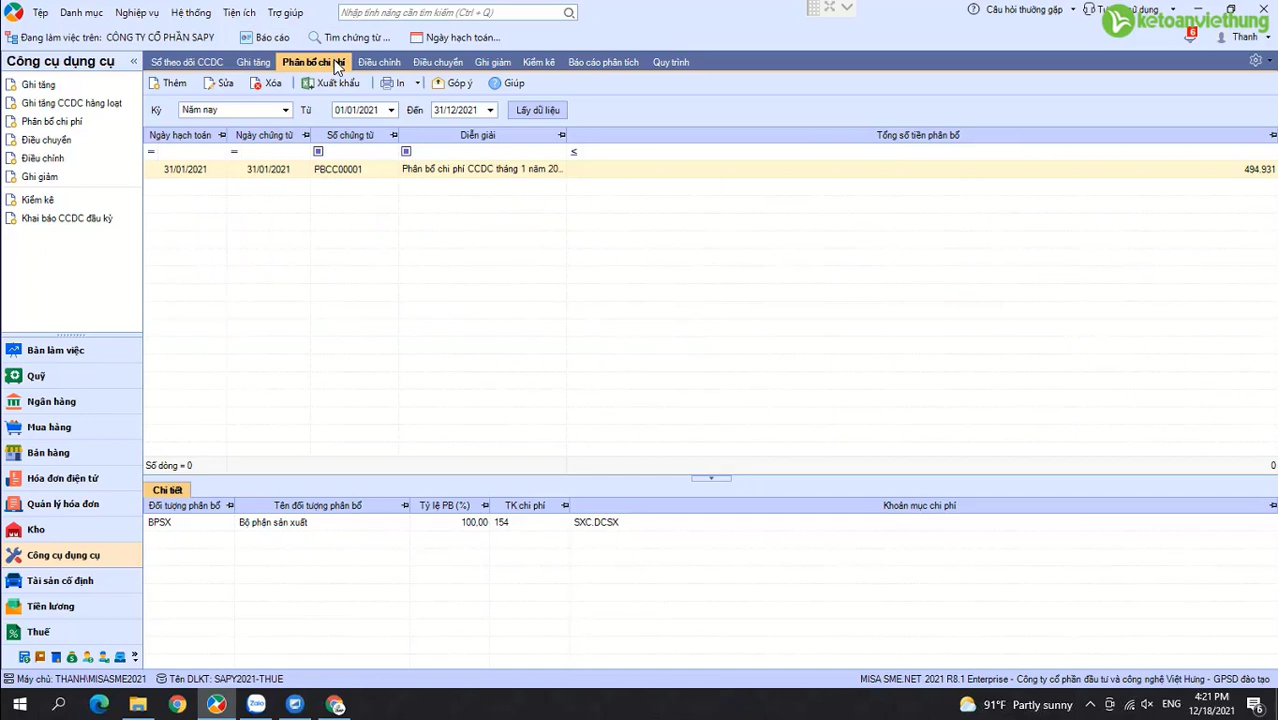 Tệp Danh mục Nghiệp vụ Hệ thống Tiện ích Trợ giúp Nhập tính năng cần tìm kiếm (Ctrl + Q) Câu hỏi thường gặp
ketoanviethung
Đang làm việc trên: CÔNG TY CỔ PHẦN SAPY Báo cáo Tìm chứng từ ... Ngày hạch toán... 6 Thanh
Công cụ dụng cụ «
Sổ theo dõi CCDC Ghi tăng Phân bổ chi phí Điều chỉnh Điều chuyển Ghi giảm Kiểm kê Báo cáo phân tích Quy trình
Thêm Sửa Xóa Xuất khẩu In Góp ý Giúp
Kỳ Năm nay Từ 01/01/2021 Đến 31/12/2021 Lấy dữ liệu
Ghi tăng
Ghi tăng CCDC hàng loạt
Phân bổ chi phí
Điều chuyển
Điều chỉnh
Ghi giảm
Kiểm kê
Khai báo CCDC đầu kỳ
Ngày hạch toán Ngày chứng từ Số chứng từ Diễn giải Tổng số tiền phân bổ
= = ≤
31/01/2021 31/01/2021 PBCC00001 Phân bổ chi phí CCDC tháng 1 năm 20... 494.931
Số dòng = 0 0
Bàn làm việc
Quỹ
Ngân hàng
Mua hàng
Bán hàng
Hóa đơn điện tử
Quản lý hóa đơn
Kho
Công cụ dụng cụ
Tài sản cố định
Tiền lương
Thuế
Chi tiết
Đối tượng phân bổ Tên đối tượng phân bổ Tỷ lệ PB (%) TK chi phí Khoản mục chi phí
BPSX Bộ phận sản xuất 100.00 154 SXC.DCSX
Máy chủ: THANH\MISASME2021 Tên DLKT: SAPY2021-THUE MISA SME.NET 2021 R8.1 Enterprise - Công ty cổ phần đầu tư và công nghệ Việt Hưng - GPSD đào tạo
Zalo 91°F Partly sunny ENG 4:21 PM
12/18/2021 6